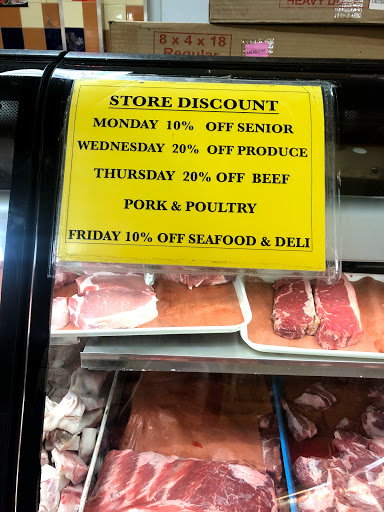 HEAVY D
8 x 4 x 18
Regular
STORE DISCOUNT
MONDAY 10% OFF SENIOR
WEDNESDAY 20% OFF PRODUCE
THURSDAY 20% OFF BEEF
PORK & POULTRY
FRIDAY 10% OFF SEAFOOD & DELI